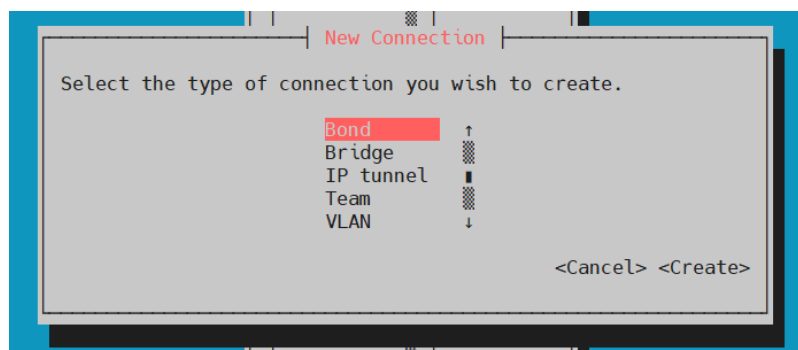 New Connection
Select the type of connection you wish to create.
Bond ↑
Bridge
IP tunnel
Team
VLAN ↓
<Cancel> <Create>